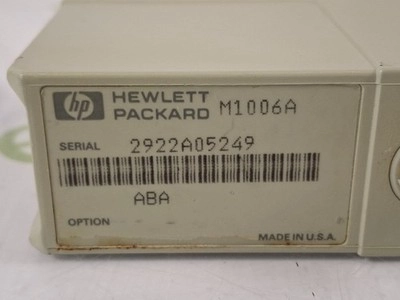 hp HEWLETT
PACKARD M1006A
SERIAL 2922A05249
ABA
OPTION
MADE IN U.S.A.